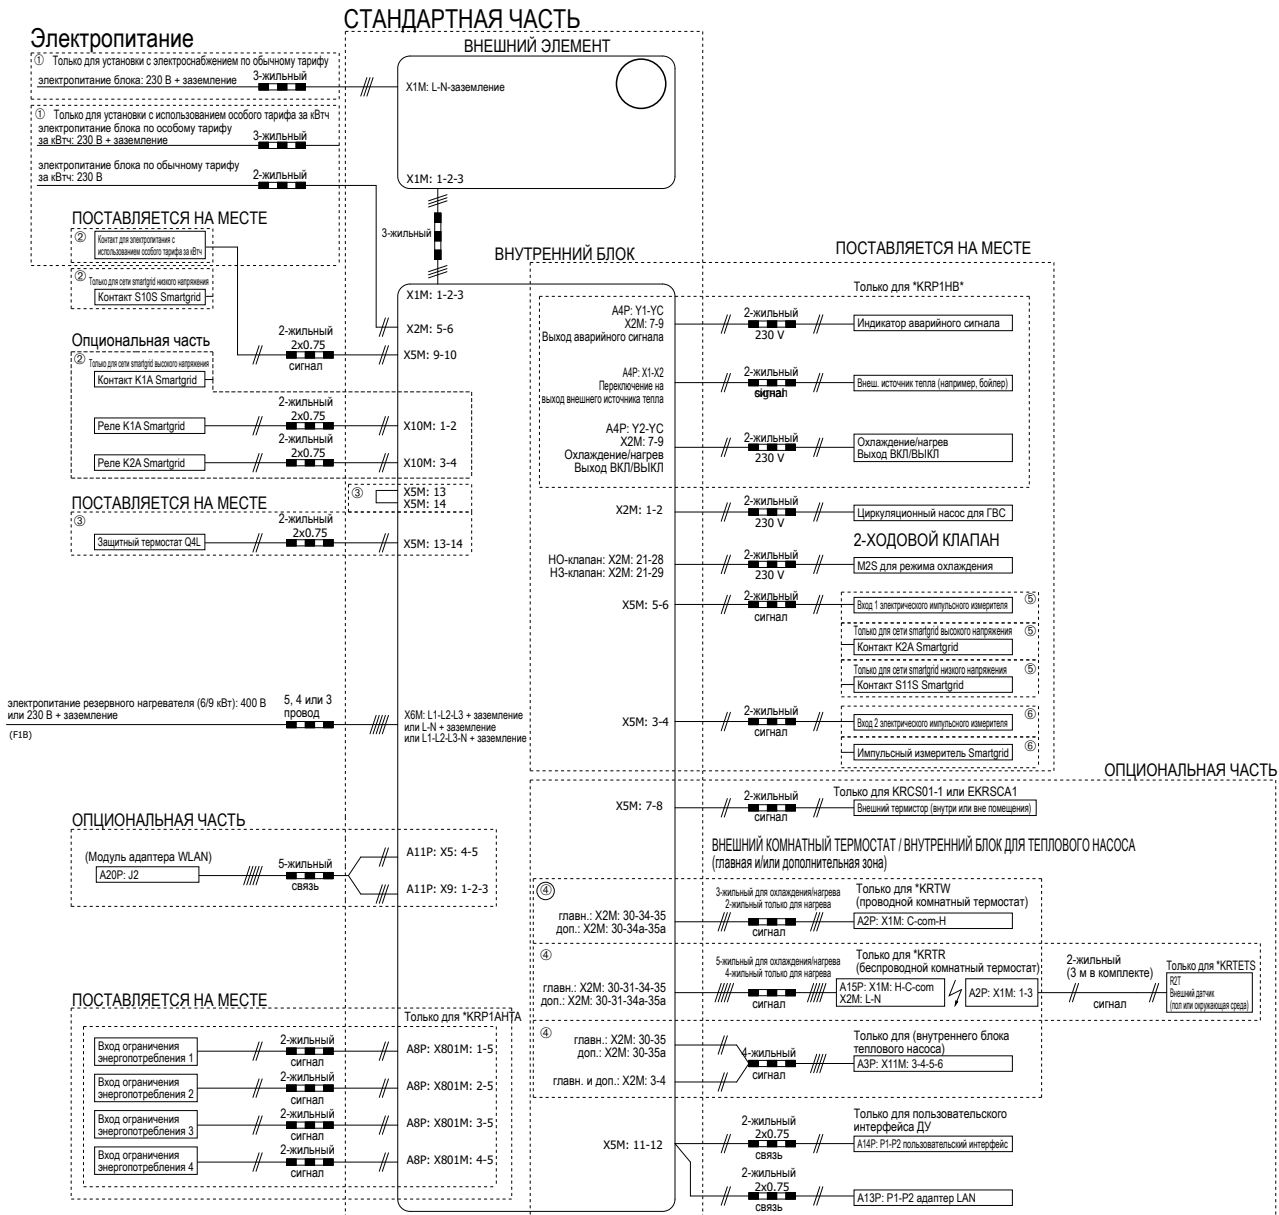 СТАНДАРТНАЯ ЧАСТЬ
Электропитание
① Только для установки с электроснабжением по обычному тарифу
электропитание блока: 230 В + заземление
3-жильный
ВНЕШНИЙ ЭЛЕМЕНТ
X1M: L-N-заземление
X1M: 1-2-3
① Только для установки с использованием особого тарифа за кВтч
электропитание блока по особому тарифу
за кВтч: 230 В + заземление
3-жильный
электропитание блока по обычному тарифу
за кВтч: 230 В
2-жильный
3-жильный
ПОСТАВЛЯЕТСЯ НА МЕСТЕ
② Контакт для электропитания с
использованием особого тарифа за кВтч
② Только для сети smartgrid низкого напряжения
Контакт S10S Smartgrid
2-жильный
2x0.75
сигнал
ВНУТРЕННИЙ БЛОК
X1M: 1-2-3
X2M: 5-6
X5M: 9-10
Опциональная часть
② Только для сети smartgrid высокого напряжения
Контакт K1A Smartgrid
Реле K1A Smartgrid
2-жильный
2x0.75
X10M: 1-2
Реле K2A Smartgrid
2-жильный
2x0.75
X10M: 3-4
③ X5M: 13
X5M: 14
ПОСТАВЛЯЕТСЯ НА МЕСТЕ
③
Защитный термостат Q4L
2-жильный
2x0.75
X5M: 13-14
электропитание резервного нагревателя (6/9 кВт): 400 В
или 230 В + заземление
(F1B)
5, 4 или 3
провод
X6M: L1-L2-L3 + заземление
или L-N + заземление
или L1-L2-L3-N + заземление
ОПЦИОНАЛЬНАЯ ЧАСТЬ
(Модуль адаптера WLAN)
A20P: J2
5-жильный
связь
A11P: X5: 4-5
A11P: X9: 1-2-3
ПОСТАВЛЯЕТСЯ НА МЕСТЕ
Только для *KRP1AHTA
Вход ограничения
энергопотребления 1
2-жильный
сигнал
A8P: X801M: 1-5
Вход ограничения
энергопотребления 2
2-жильный
сигнал
A8P: X801M: 2-5
Вход ограничения
энергопотребления 3
2-жильный
сигнал
A8P: X801M: 3-5
Вход ограничения
энергопотребления 4
2-жильный
сигнал
A8P: X801M: 4-5
ПОСТАВЛЯЕТСЯ НА МЕСТЕ
Только для *KRP1HB*
A4P: Y1-YC
X2M: 7-9
Выход аварийного сигнала
2-жильный
230 V
Индикатор аварийного сигнала
A4P: X1-X2
Переключение на
выход внешнего источника тепла
2-жильный
сигнал
Внеш. источник тепла (например, бойлер)
A4P: Y2-YC
X2M: 7-9
Охлаждение/нагрев
Выход ВКЛ/ВЫКЛ
2-жильный
230 V
Охлаждение/нагрев
Выход ВКЛ/ВЫКЛ
X2M: 1-2
2-жильный
230 V
Циркуляционный насос для ГВС
2-ХОДОВОЙ КЛАПАН
НО-клапан: X2M: 21-28
НЗ-клапан: X2M: 21-29
2-жильный
230 V
M2S для режима охлаждения
X5M: 5-6
2-жильный
сигнал
Вход 1 электрического импульсного измерителя ⑤
Только для сети smartgrid высокого напряжения ⑤
Контакт K2A Smartgrid
Только для сети smartgrid низкого напряжения ⑤
Контакт S11S Smartgrid
X5M: 3-4
2-жильный
сигнал
Вход 2 электрического импульсного измерителя ⑥
Импульсный измеритель Smartgrid ⑥
ОПЦИОНАЛЬНАЯ ЧАСТЬ
X5M: 7-8
2-жильный
сигнал
Только для KRCS01-1 или EKRSCA1
Внешний термистор (внутри или вне помещения)
ВНЕШНИЙ КОМНАТНЫЙ ТЕРМОСТАТ / ВНУТРЕННИЙ БЛОК ДЛЯ ТЕПЛОВОГО НАСОСА
(главная и/или дополнительная зона)
④
главн.: X2M: 30-34-35
доп.: X2M: 30-34a-35a
3-жильный для охлаждения/нагрева
2-жильный только для нагрева
сигнал
Только для *KRTW
(проводной комнатный термостат)
A2P: X1M: C-com-H
④
главн.: X2M: 30-31-34-35
доп.: X2M: 30-31-34a-35a
5-жильный для охлаждения/нагрева
4-жильный только для нагрева
сигнал
Только для *KRTR
(беспроводной комнатный термостат)
A15P: X1M: H-C-com
X2M: L-N
A2P: X1M: 1-3
2-жильный
(3 м в комплекте)
сигнал
Только для *KRTETS
R2T
Внешний датчик
(пол или окружающая среда)
④
главн.: X2M: 30-35
доп.: X2M: 30-35a
главн. и доп.: X2M: 3-4
4-жильный
сигнал
Только для (внутреннего блока
теплового насоса)
A3P: X11M: 3-4-5-6
X5M: 11-12
2-жильный
2x0.75
связь
Только для пользовательского
интерфейса ДУ
A14P: P1-P2 пользовательский интерфейс
2-жильный
2x0.75
связь
A13P: P1-P2 адаптер LAN